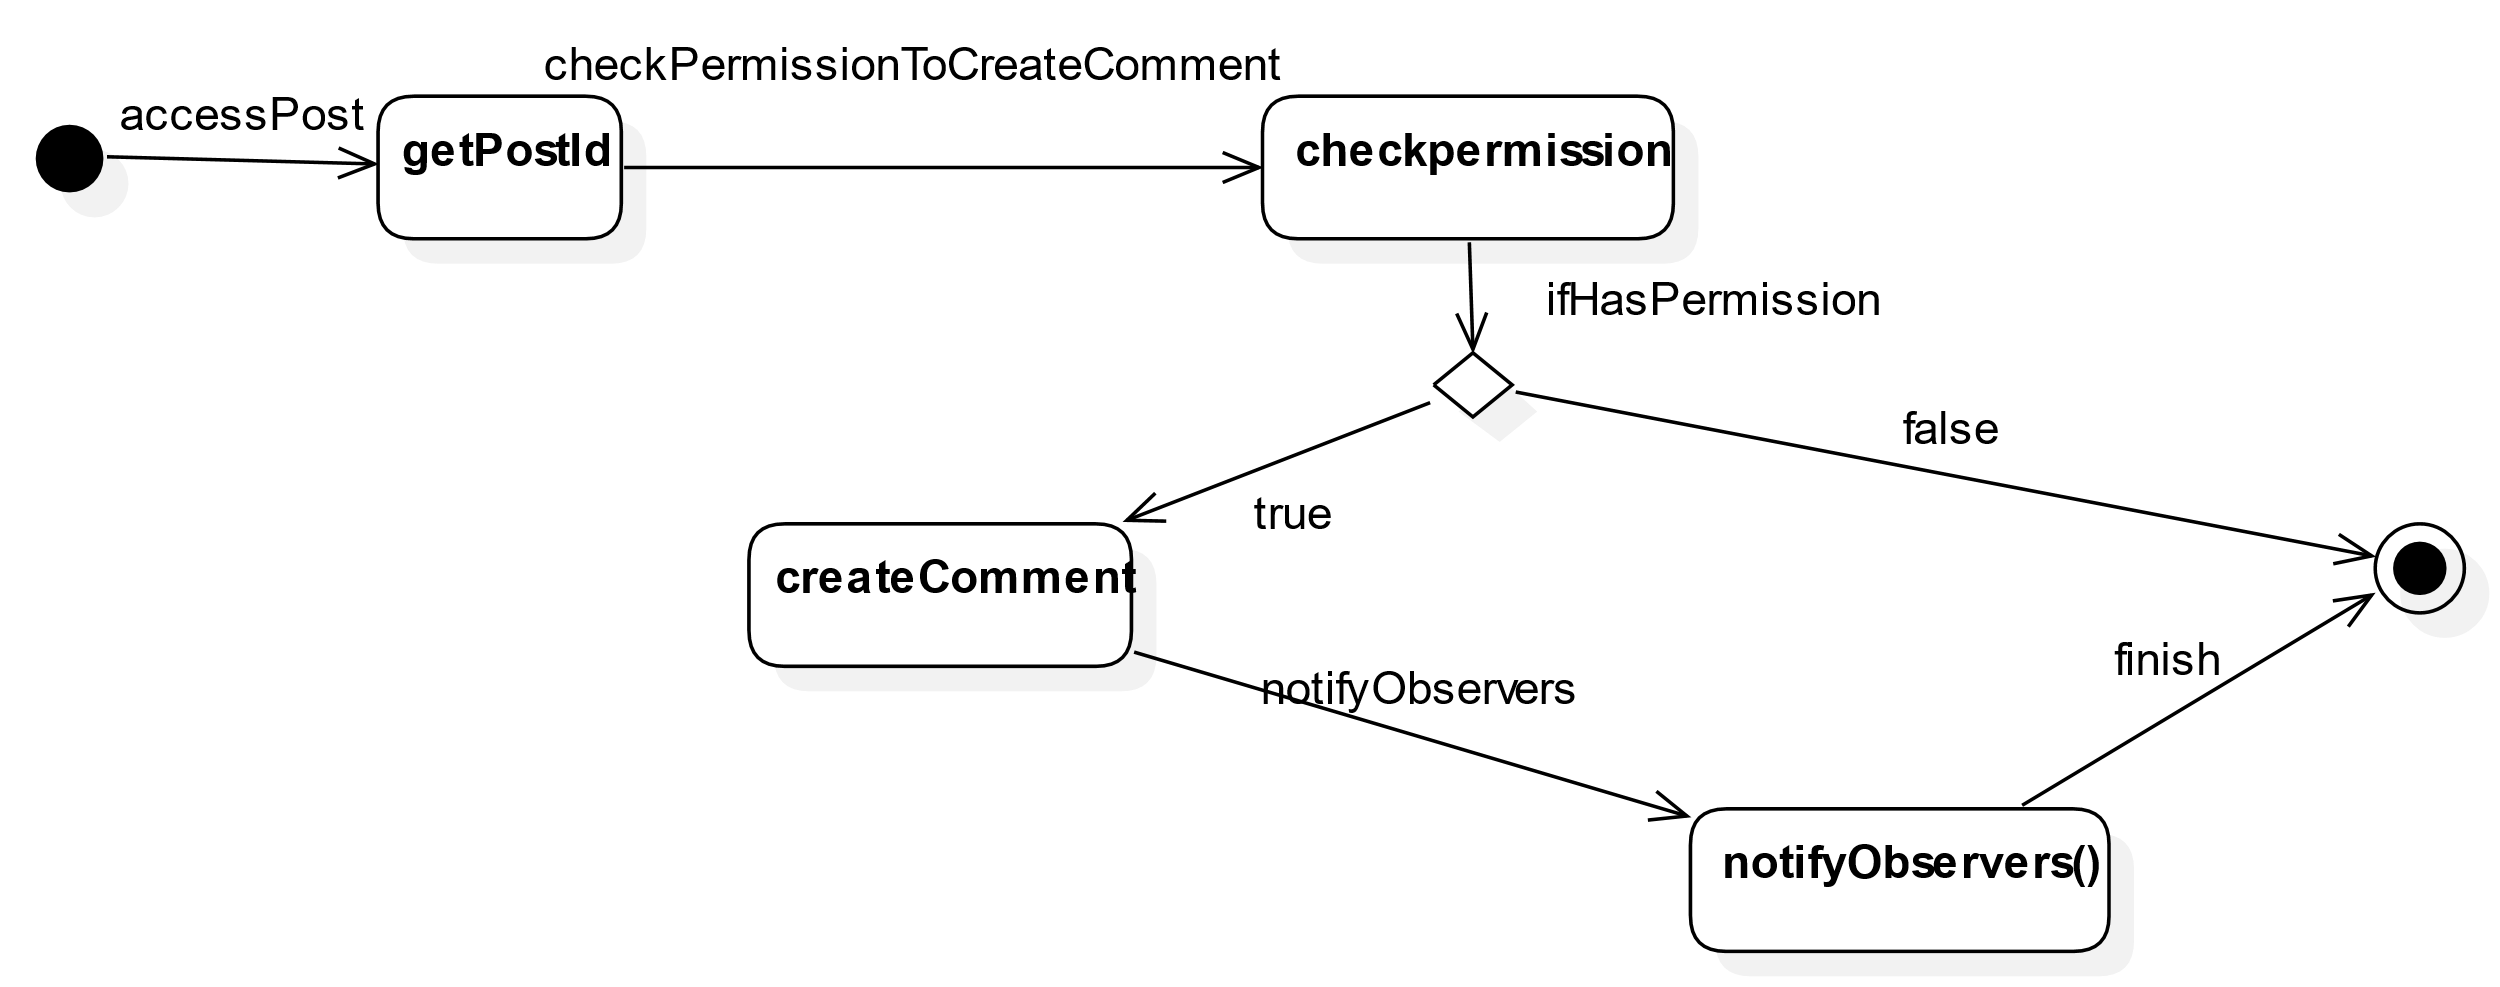 checkPermissionToCreateComment
accessPost
getPostId
checkpermission
ifHasPermission
false
true
createComment
finish
notifyObservers
notifyObservers()